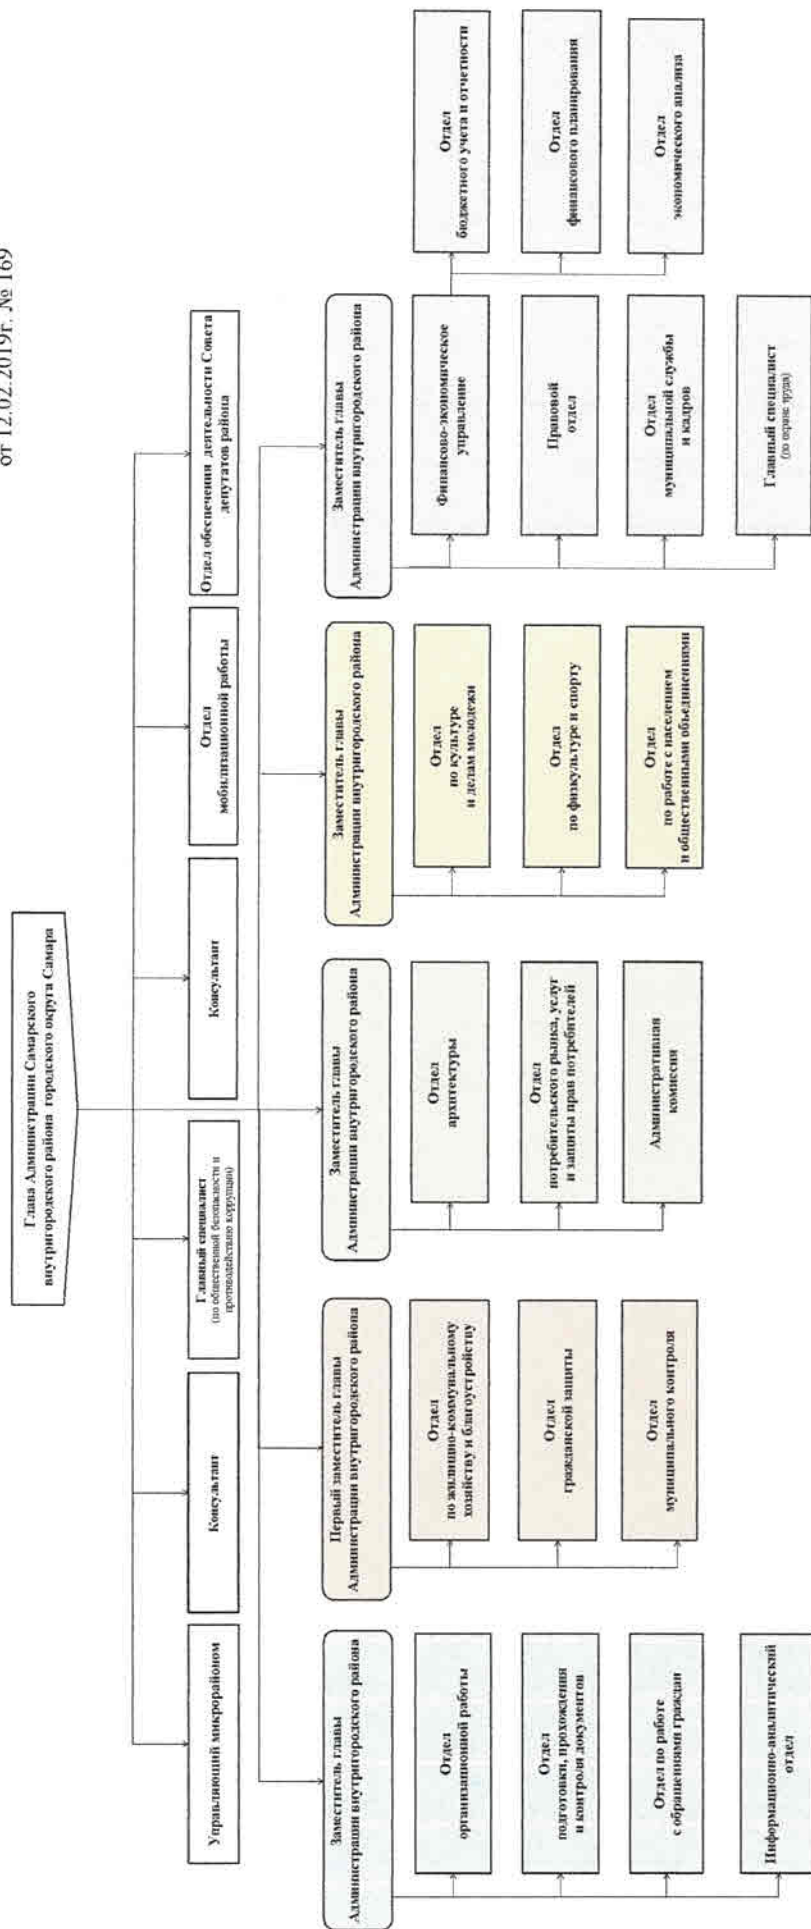 от 12.02.2019г. № 169
Глава Администрации Самарского
внутригородского района городского округа Самара
Управляющий микрорайоном
Консультант
Главный специалист
(по общественной безопасности и
противодействию коррупции)
Консультант
Отдел
мобилизационной работы
Отдел обеспечения деятельности Совета
депутатов района
Заместитель главы
Администрации внутригородского района
Отдел
организационной работы
Отдел
подготовки, прохождения
и контроля документов
Отдел по работе
с обращениями граждан
Информационно-аналитический
отдел
Первый заместитель главы
Администрации внутригородского района
Отдел
по жилищно-коммунальному
хозяйству и благоустройству
Отдел
гражданской защиты
Отдел
муниципального контроля
Заместитель главы
Администрации внутригородского района
Отдел
архитектуры
Отдел
потребительского рынка, услуг
и защиты прав потребителей
Административная
комиссия
Заместитель главы
Администрации внутригородского района
Отдел
по культуре
и делам молодежи
Отдел
по физкультуре и спорту
Отдел
по работе с населением
и общественными объединениями
Заместитель главы
Администрации внутригородского района
Финансово-экономическое
управление
Правовой
отдел
Отдел
муниципальной службы
и кадров
Главный специалист
(по охране труда)
Отдел
бюджетного учета и отчетности
Отдел
финансового планирования
Отдел
экономического анализа